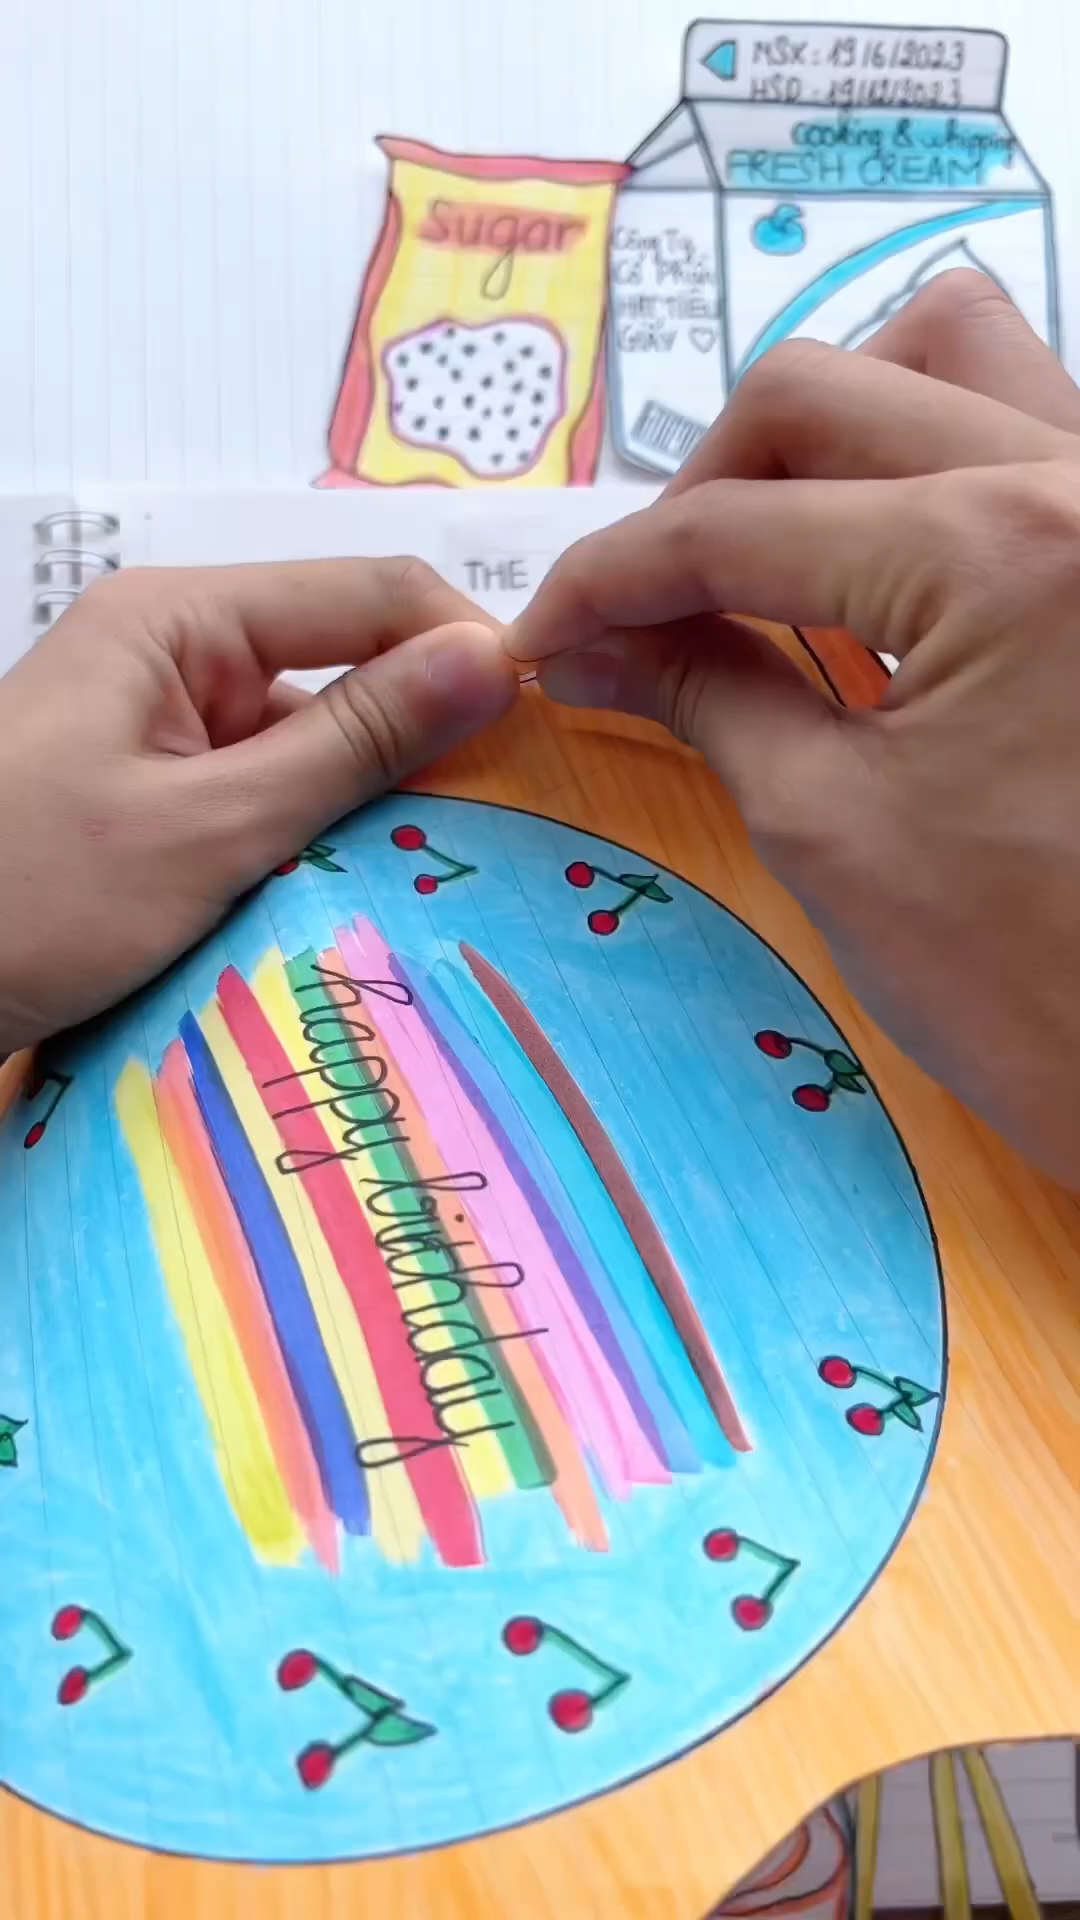 MSX: 19/6/2023
HSD: 19/12/2023
cooking & whipping
FRESH CREAM
Sugar
Công Ty
Cổ Phần
GIẤY ♡
THE
happy birthday